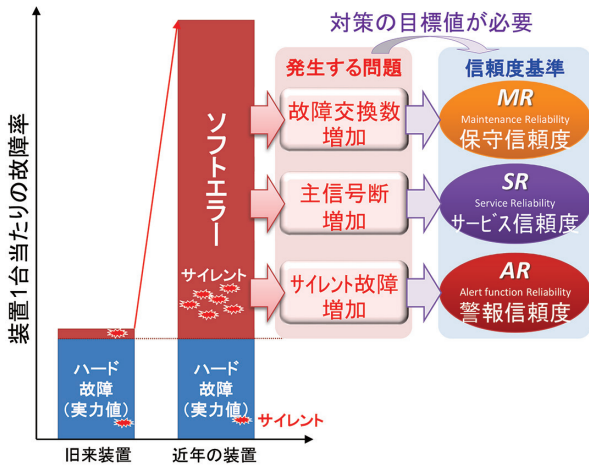 対策の目標値が必要
発生する問題
信頼度基準
装置1台当たりの故障率
ソフトエラー
サイレント
故障交換数
増加
主信号断
増加
サイレント故障
増加
MR
Maintenance Reliability
保守信頼度
SR
Service Reliability
サービス信頼度
AR
Alert function Reliability
警報信頼度
ハード
故障
(実力値)
ハード
故障
(実力値)
サイレント
旧来装置
近年の装置